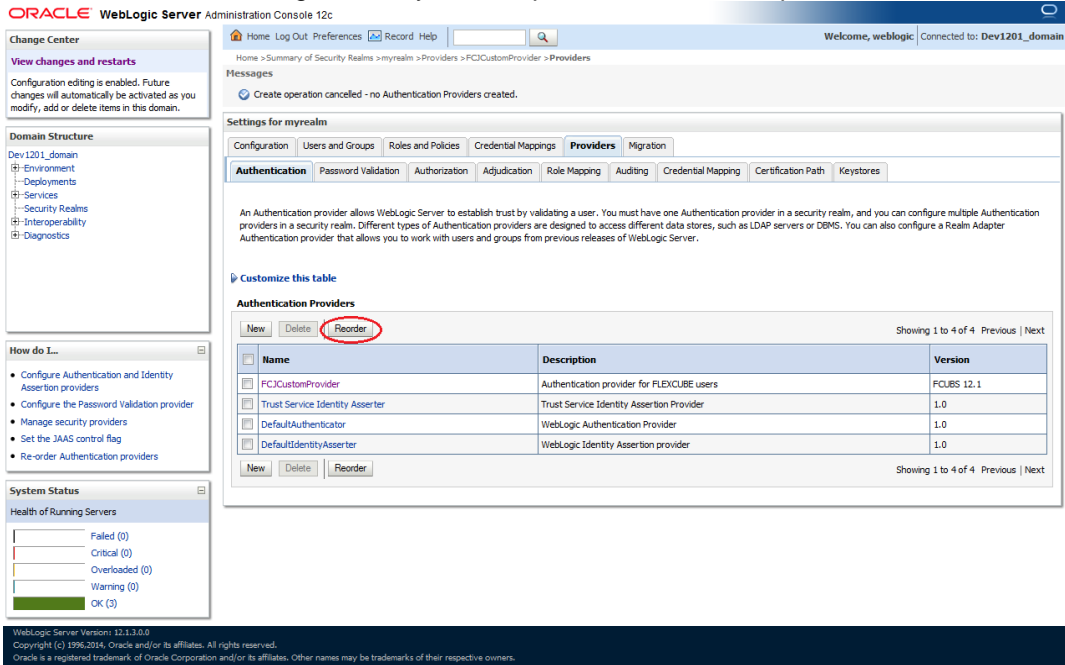 ORACLE WebLogic Server Administration Console 12c
Change Center
View changes and restarts
Configuration editing is enabled. Future
changes will automatically be activated as you
modify, add or delete items in this domain.
Domain Structure
Dev1201_domain
Environment
Deployments
Services
Security Realms
Interoperability
Diagnostics
How do I...
Configure Authentication and Identity
Assertion providers
Configure the Password Validation provider
Manage security providers
Set the JAAS control flag
Re-order Authentication providers
System Status
Health of Running Servers
Failed (0)
Critical (0)
Overloaded (0)
Warning (0)
OK (3)
Home Log Out Preferences Record Help
Welcome, weblogic Connected to: Dev1201_domain
Home >Summary of Security Realms >myrealm >Providers >FCJCustomProvider >Providers
Messages
Create operation cancelled - no Authentication Providers created.
Settings for myrealm
Configuration Users and Groups Roles and Policies Credential Mappings Providers Migration
Authentication Password Validation Authorization Adjudication Role Mapping Auditing Credential Mapping Certification Path Keystores
An Authentication provider allows WebLogic Server to establish trust by validating a user. You must have one Authentication provider in a security realm, and you can configure multiple Authentication
providers in a security realm. Different types of Authentication providers are designed to access different data stores, such as LDAP servers or DBMS. You can also configure a Realm Adapter
Authentication provider that allows you to work with users and groups from previous releases of WebLogic Server.
Customize this table
Authentication Providers
New Delete Reorder Showing 1 to 4 of 4 Previous | Next
Name Description Version
FCJCustomProvider Authentication provider for FLEXCUBE users FCUBS 12.1
Trust Service Identity Asserter Trust Service Identity Assertion Provider 1.0
DefaultAuthenticator WebLogic Authentication Provider 1.0
DefaultIdentityAsserter WebLogic Identity Assertion provider 1.0
New Delete Reorder Showing 1 to 4 of 4 Previous | Next
WebLogic Server Version: 12.1.3.0.0
Copyright (c) 1996,2014, Oracle and/or its affiliates. All rights reserved.
Oracle is a registered trademark of Oracle Corporation and/or its affiliates. Other names may be trademarks of their respective owners.